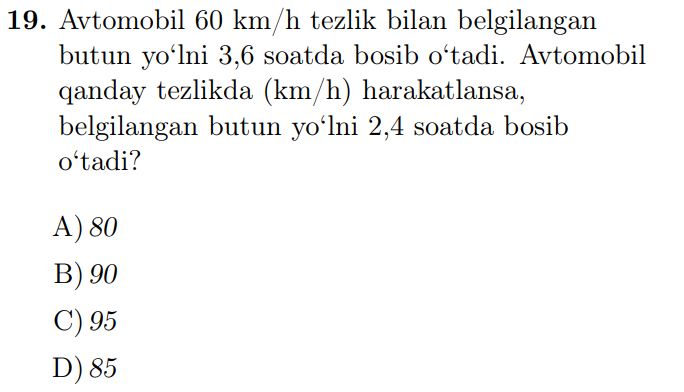 19. Avtomobil 60 km/h tezlik bilan belgilangan
butun yo‘lni 3,6 soatda bosib o‘tadi. Avtomobil
qanday tezlikda (km/h) harakatlansa,
belgilangan butun yo‘lni 2,4 soatda bosib
o‘tadi?
A) 80
B) 90
C) 95
D) 85